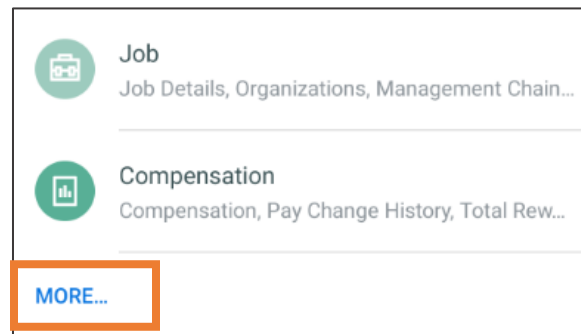 Job
Job Details, Organizations, Management Chain...
Compensation
Compensation, Pay Change History, Total Rew...
MORE...